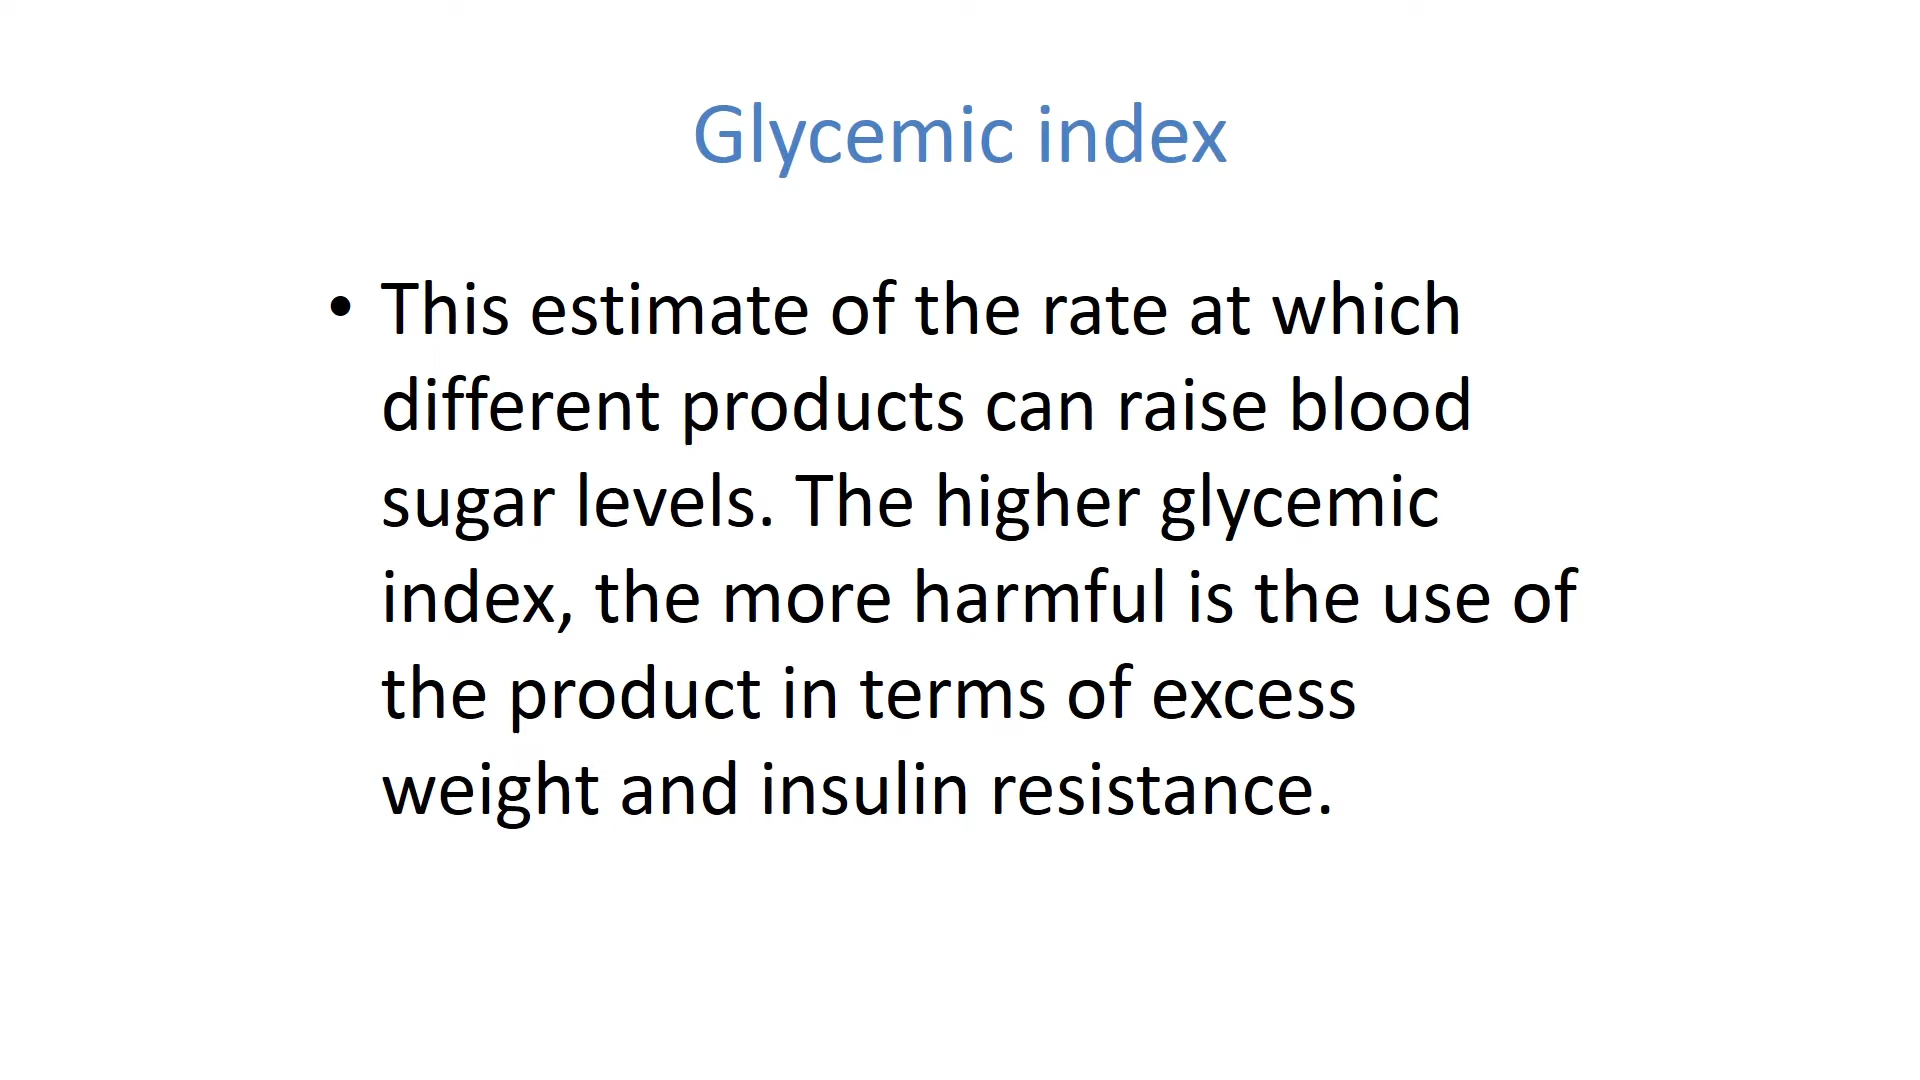 Glycemic index
• This estimate of the rate at which
different products can raise blood
sugar levels. The higher glycemic
index, the more harmful is the use of
the product in terms of excess
weight and insulin resistance.